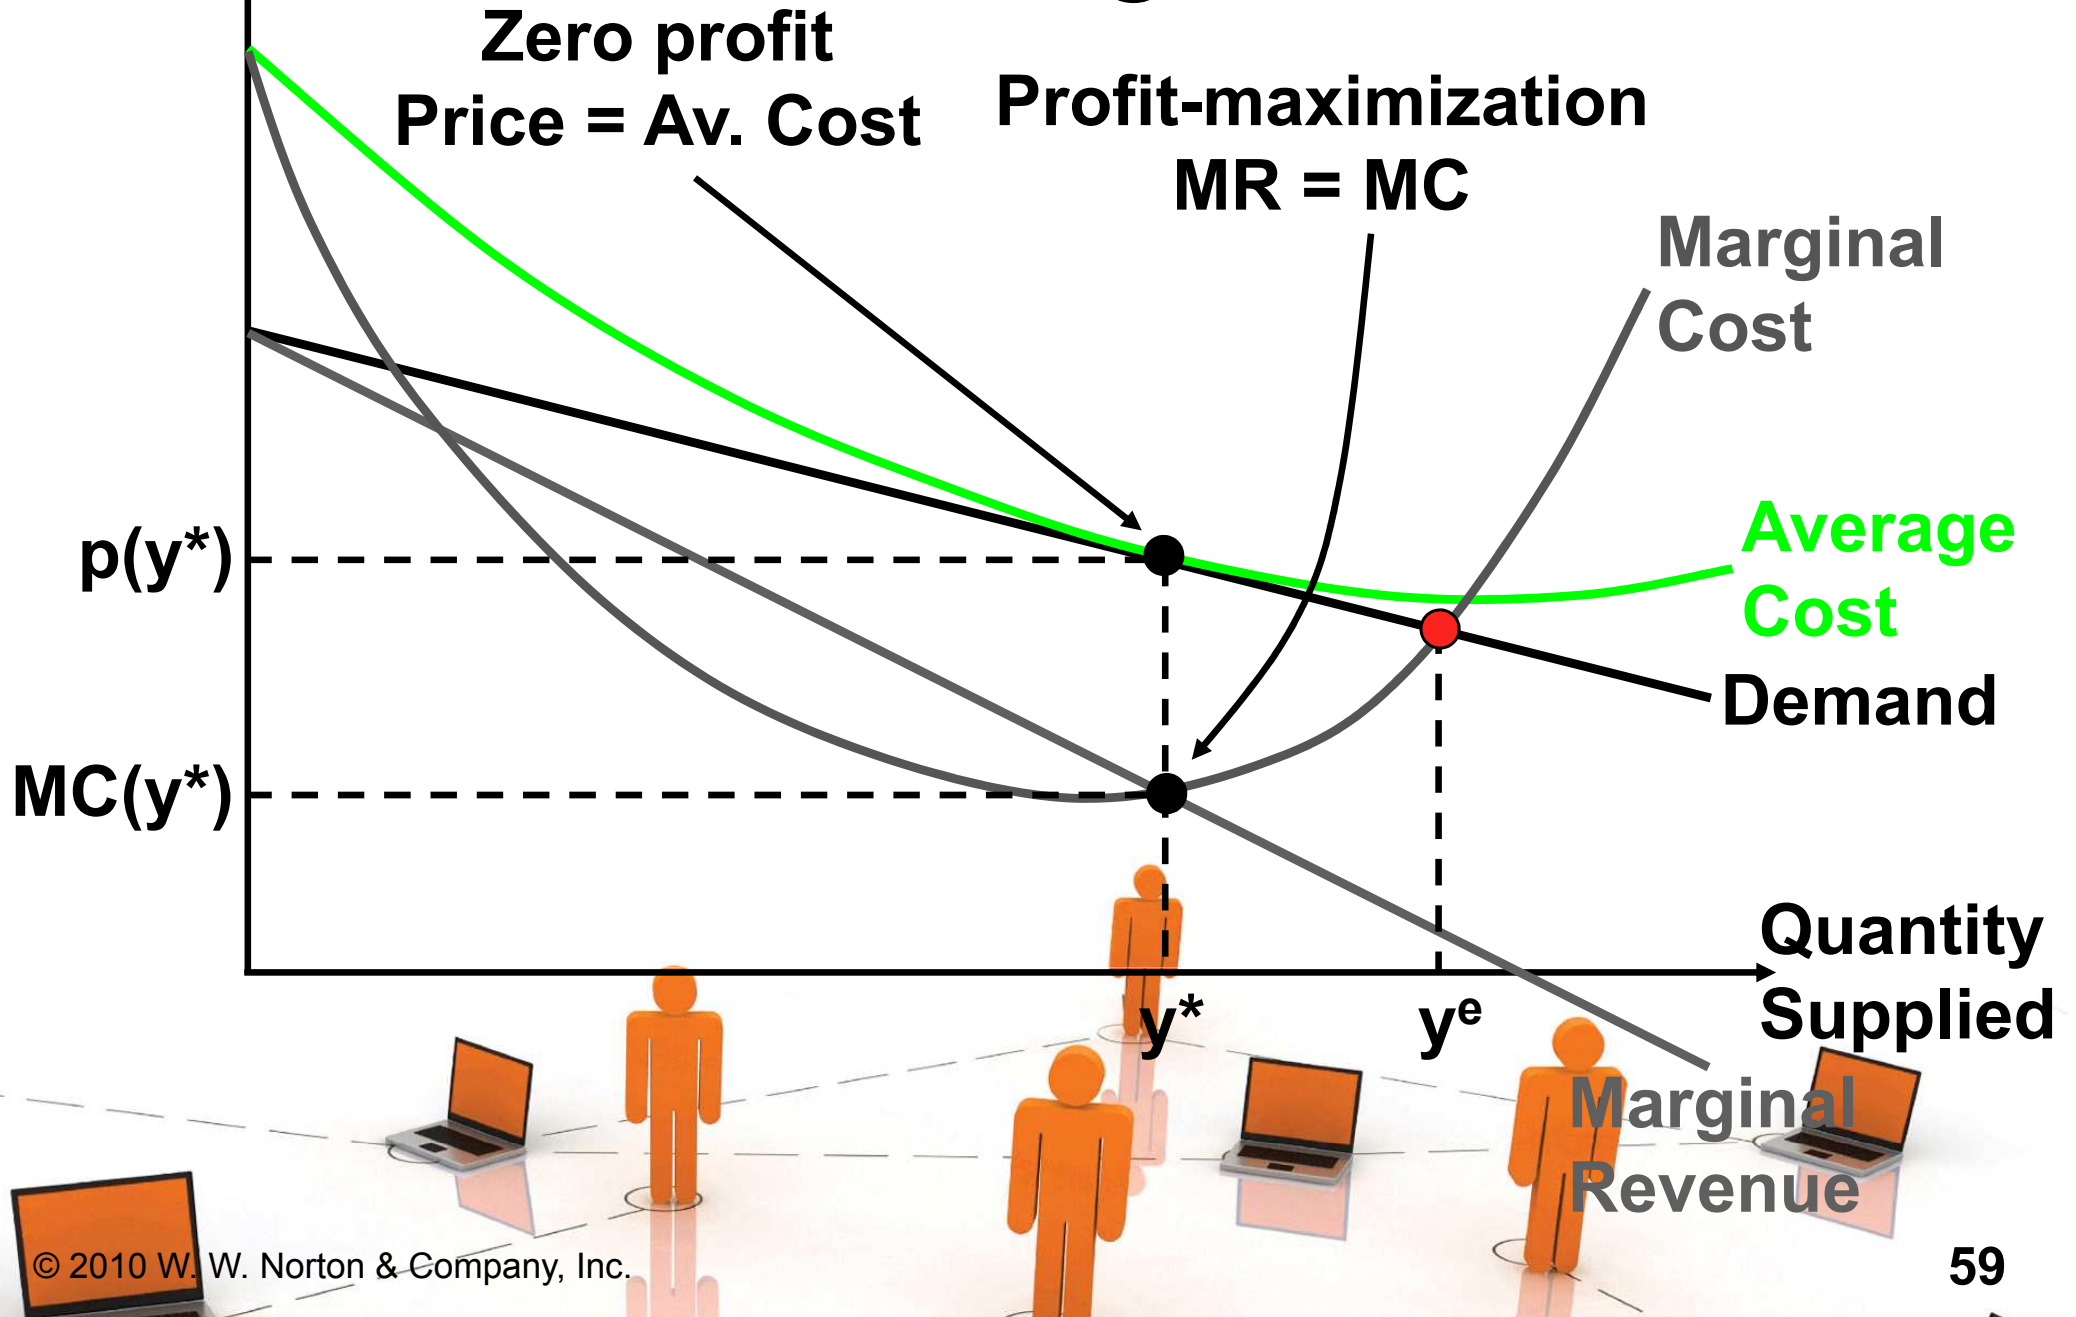 Zero profit
Price = Av. Cost
Profit-maximization
MR = MC
Marginal
Cost
p(y*)
Average
Cost
Demand
MC(y*)
Quantity
Supplied
y*
yᵉ
Marginal
Revenue
© 2010 W. W. Norton & Company, Inc.
59